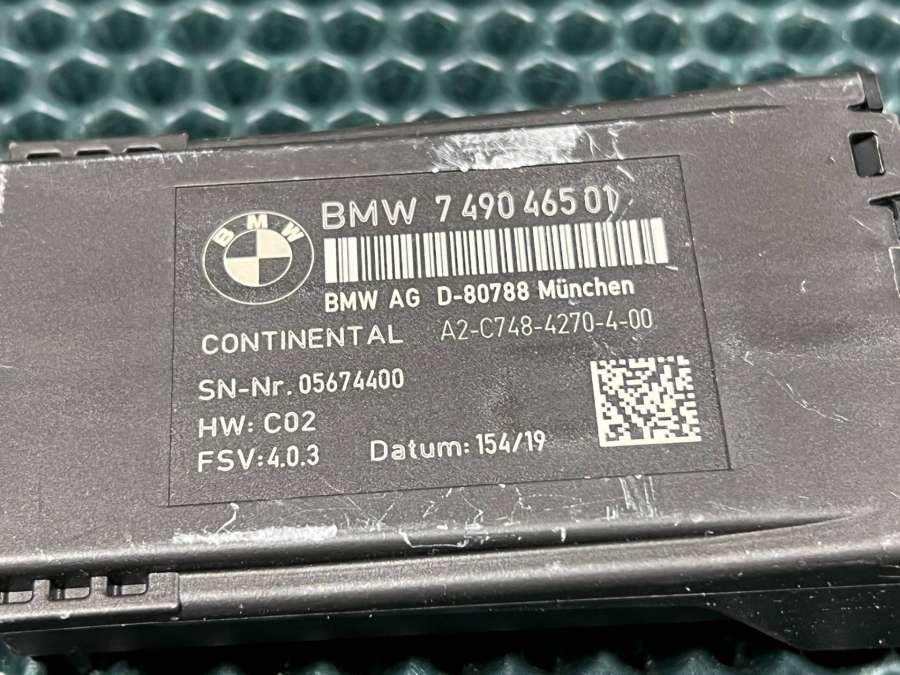 BMW
BMW 7 490 465 01
BMW AG D-80788 München
CONTINENTAL A2-C748-4270-4-00
SN-Nr. 05674400
HW: C02
FSV: 4.0.3 Datum: 154/19